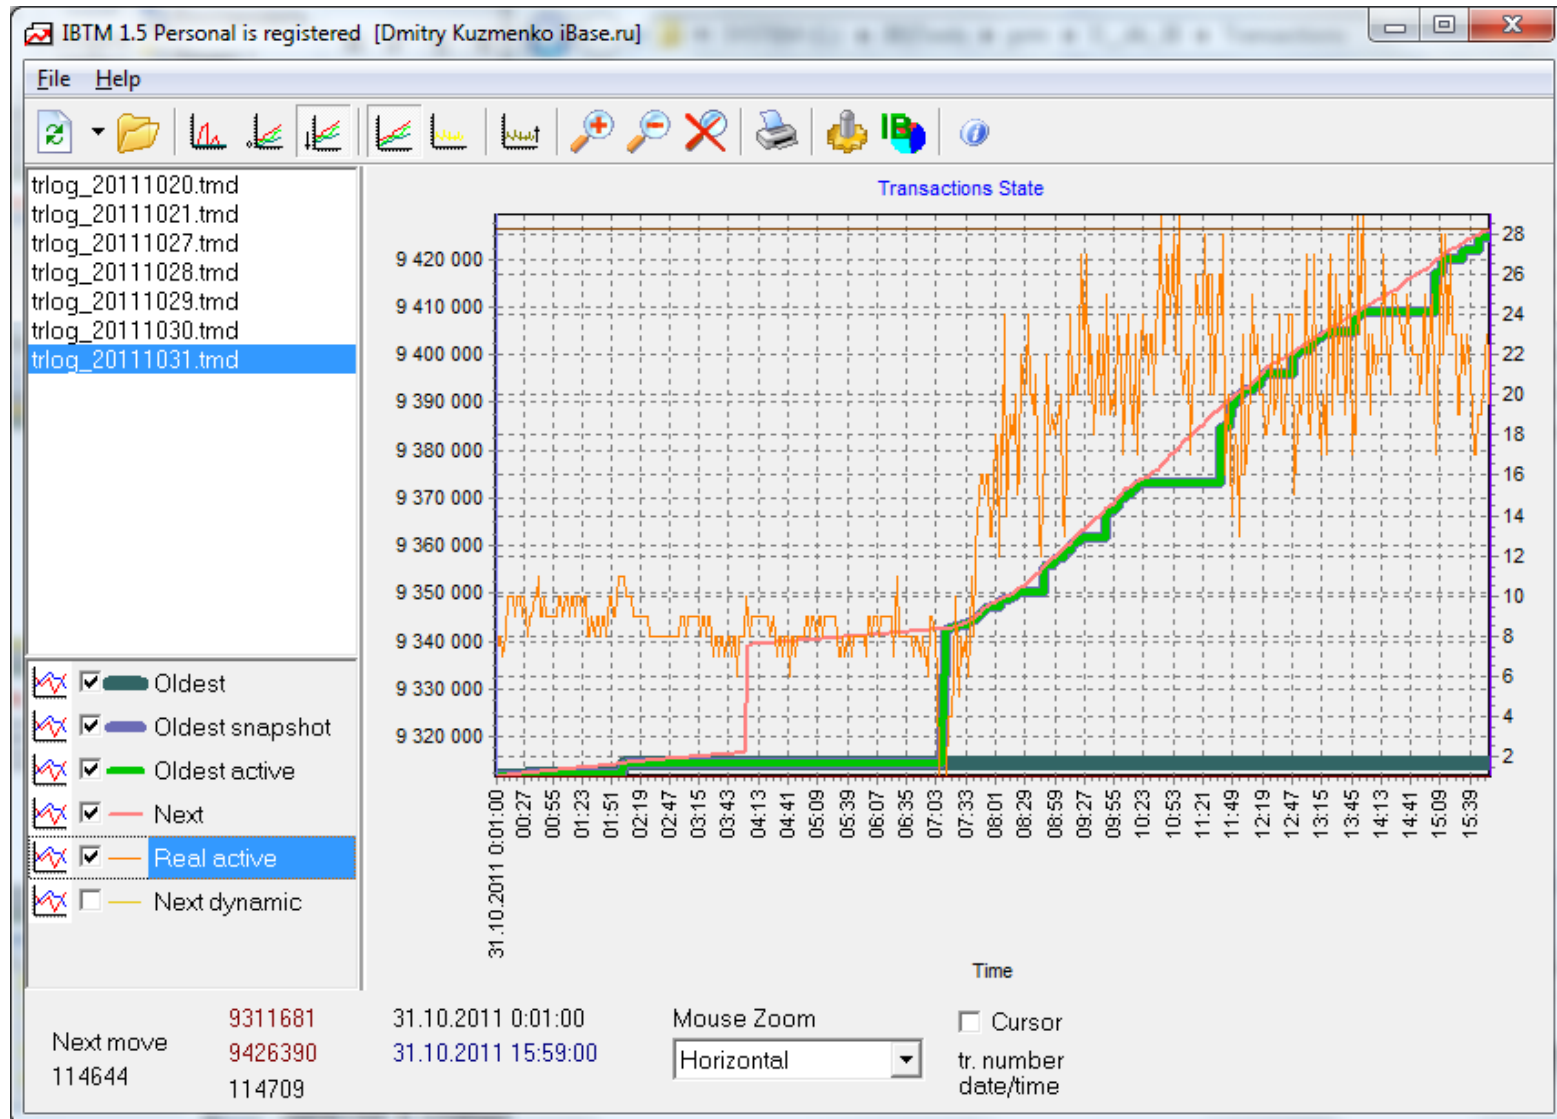 IBTM 1.5 Personal is registered [Dmitry Kuzmenko iBase.ru]
File Help
IB
trlog_20111020.tmd
trlog_20111021.tmd
trlog_20111027.tmd
trlog_20111028.tmd
trlog_20111029.tmd
trlog_20111030.tmd
trlog_20111031.tmd
Oldest
Oldest snapshot
Oldest active
Next
Real active
Next dynamic
Transactions State
9 420 000
9 410 000
9 400 000
9 390 000
9 380 000
9 370 000
9 360 000
9 350 000
9 340 000
9 330 000
9 320 000
28
26
24
22
20
18
16
14
12
10
8
6
4
2
31.10.2011 0:01:00
00:27
00:55
01:23
01:51
02:19
02:47
03:15
03:43
04:13
04:41
05:09
05:39
06:07
06:35
07:03
07:33
08:01
08:29
08:59
09:27
09:55
10:23
10:53
11:21
11:49
12:19
12:47
13:15
13:45
14:13
14:41
15:09
15:39
Time
Next move
114644
9311681
9426390
114709
31.10.2011 0:01:00
31.10.2011 15:59:00
Mouse Zoom
Horizontal
Cursor
tr. number
date/time